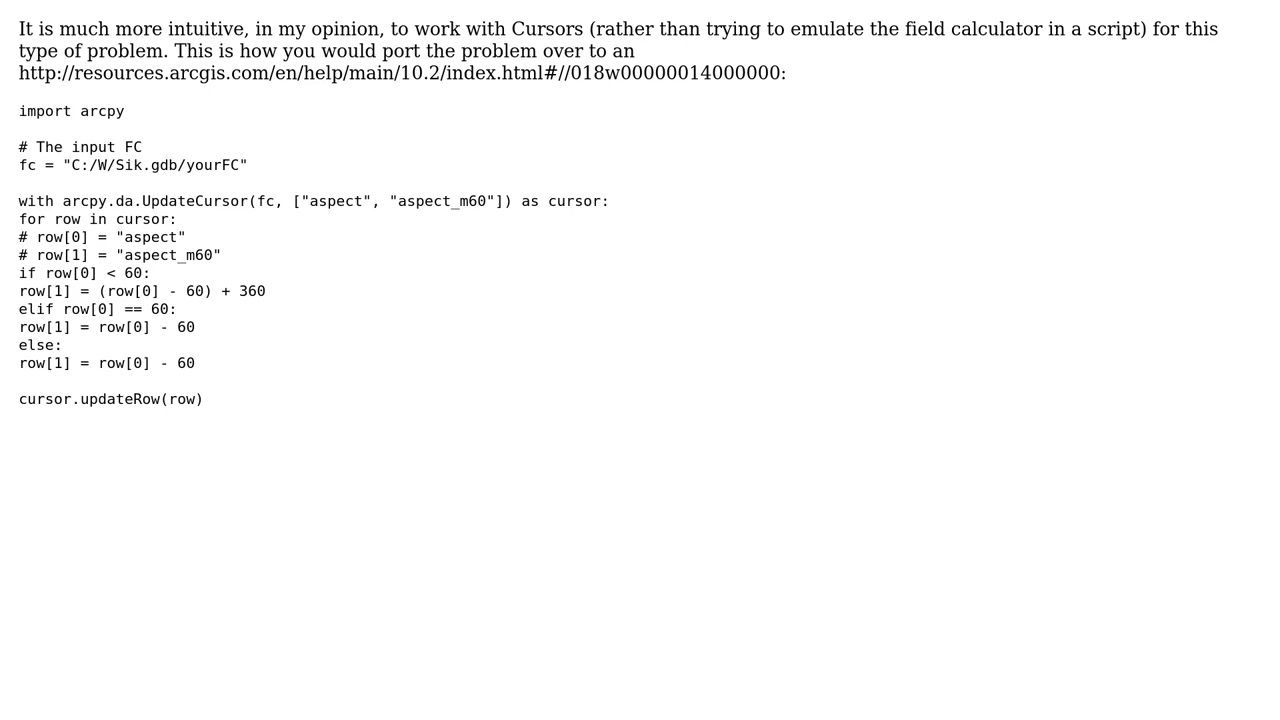 It is much more intuitive, in my opinion, to work with Cursors (rather than trying to emulate the field calculator in a script) for this
type of problem. This is how you would port the problem over to an
http://resources.arcgis.com/en/help/main/10.2/index.html#//018w00000014000000:
import arcpy
# The input FC
fc = "C:/W/Sik.gdb/yourFC"
with arcpy.da.UpdateCursor(fc, ["aspect", "aspect_m60"]) as cursor:
for row in cursor:
# row[0] = "aspect"
# row[1] = "aspect_m60"
if row[0] < 60:
row[1] = (row[0] - 60) + 360
elif row[0] == 60:
row[1] = row[0] - 60
else:
row[1] = row[0] - 60
cursor.updateRow(row)